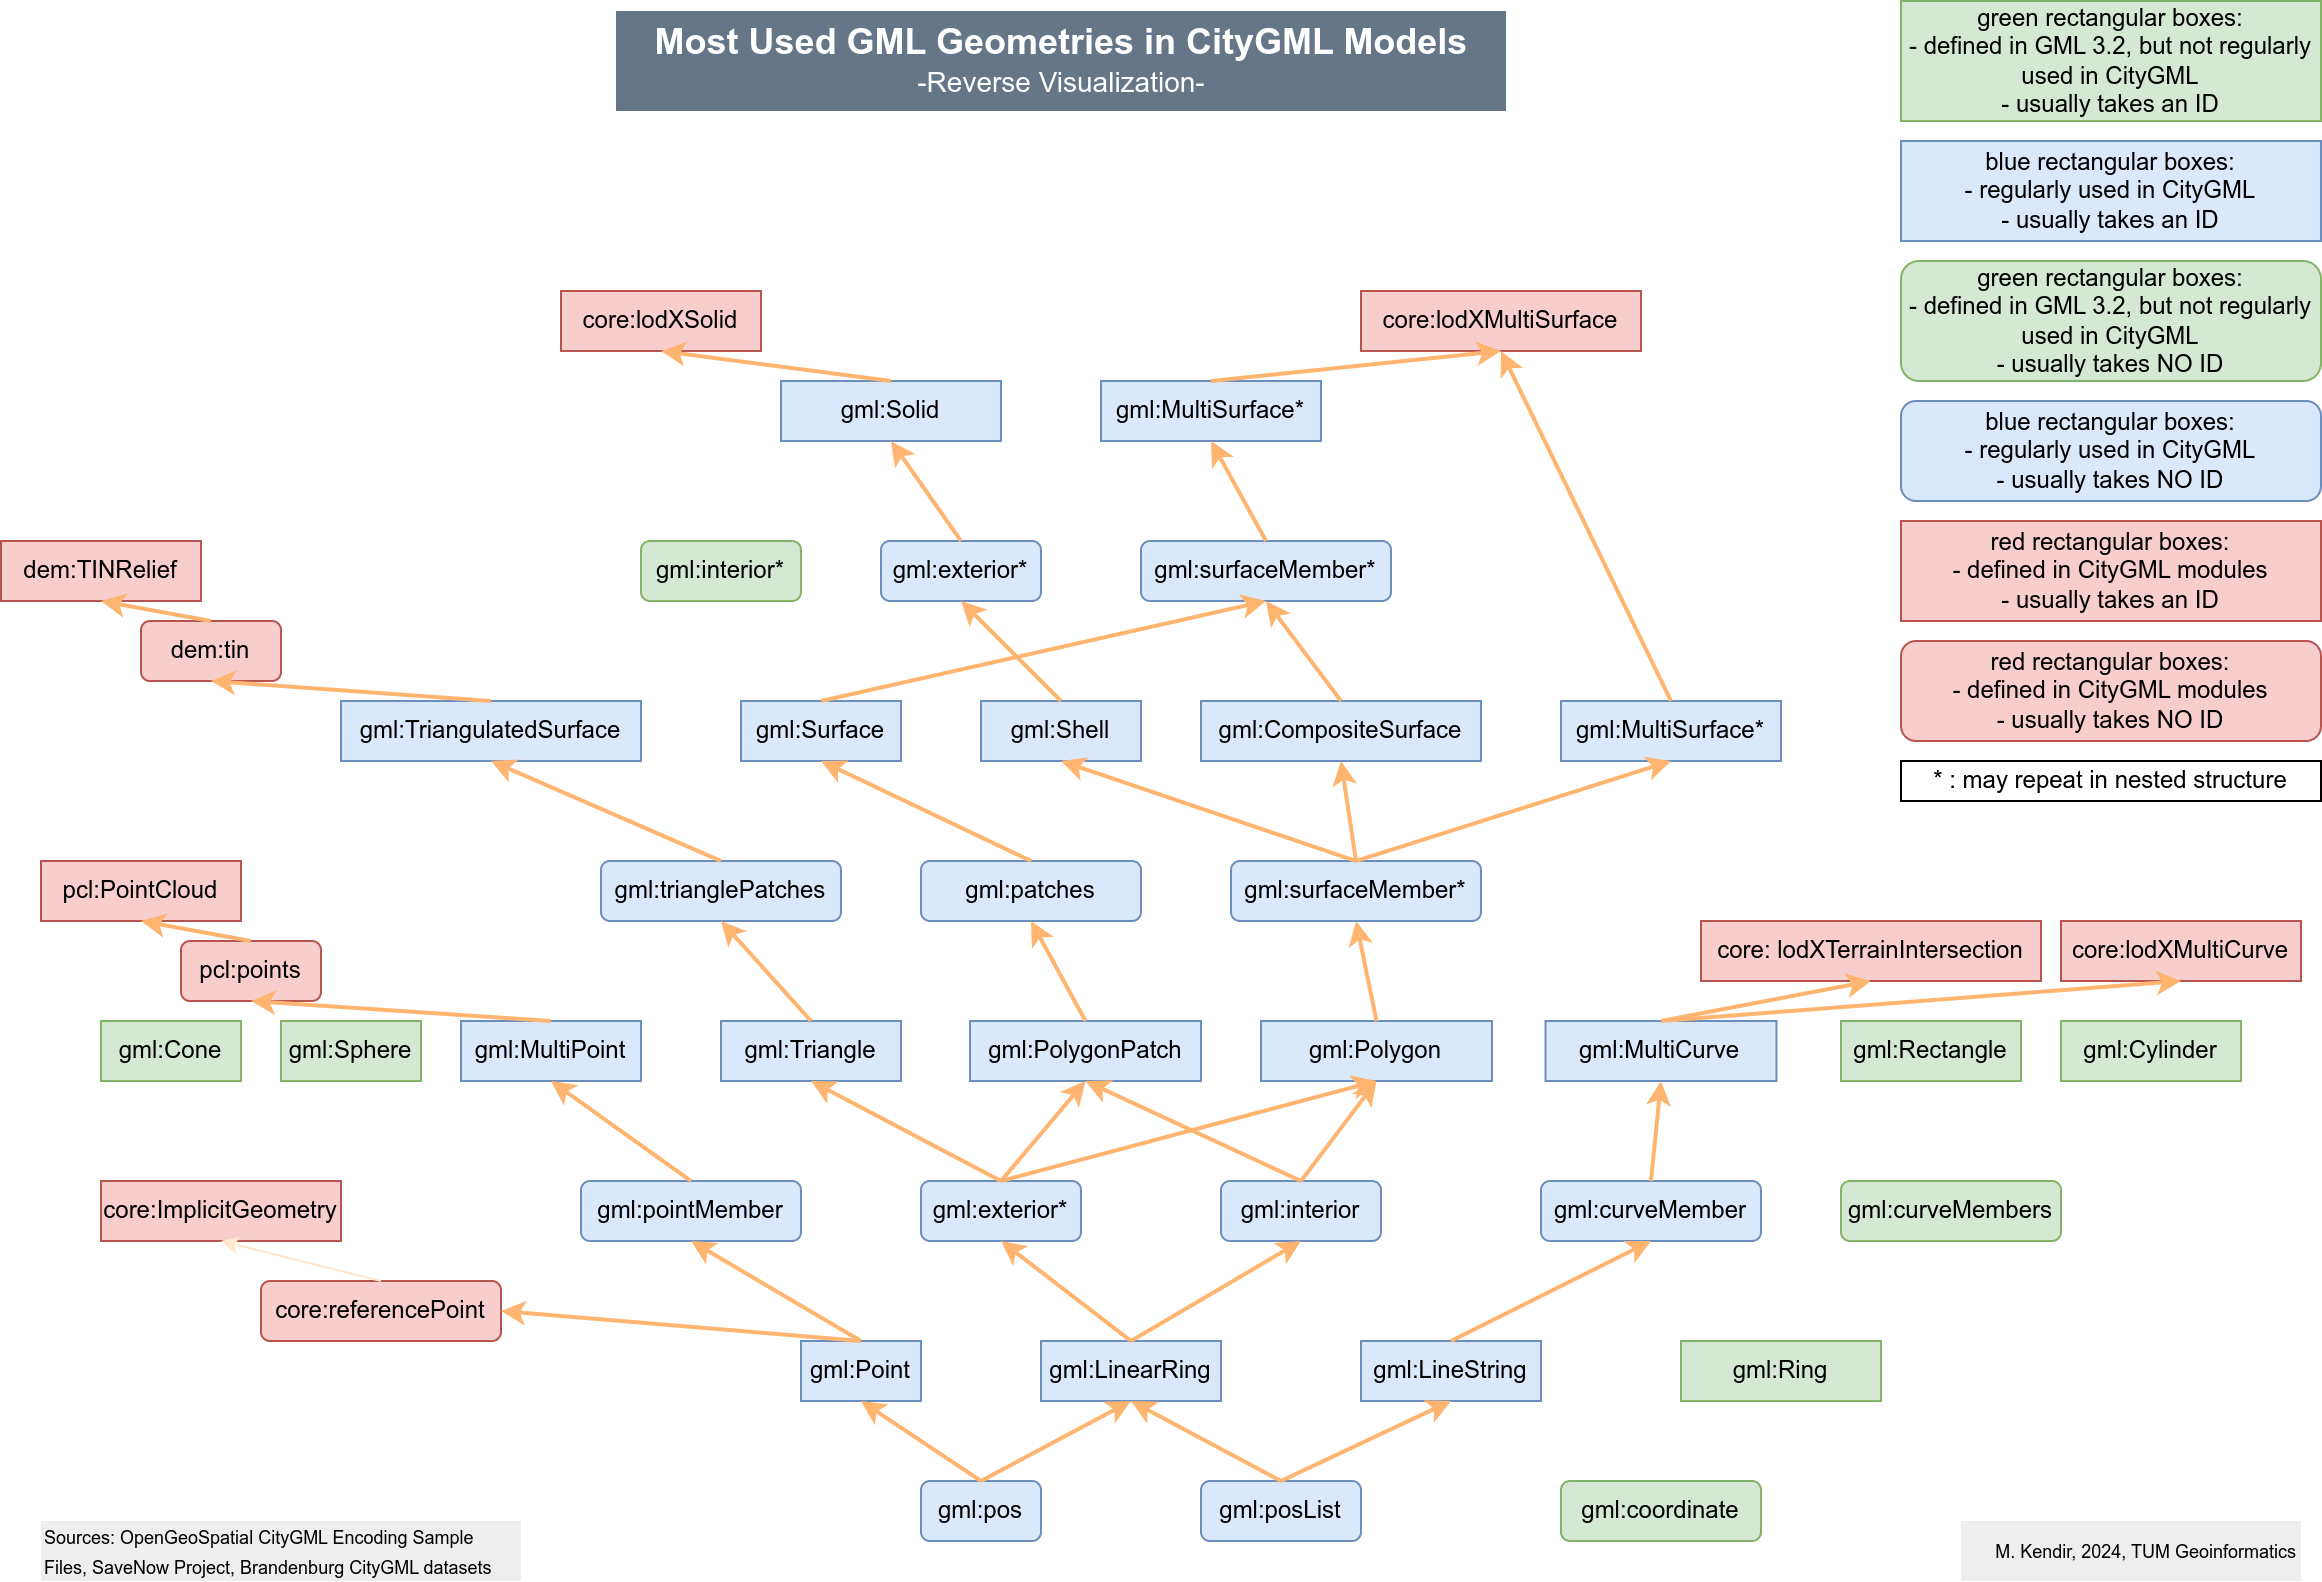 Most Used GML Geometries in CityGML Models
-Reverse Visualization-
green rectangular boxes:
- defined in GML 3.2, but not regularly
used in CityGML
- usually takes an ID
blue rectangular boxes:
- regularly used in CityGML
- usually takes an ID
green rectangular boxes:
- defined in GML 3.2, but not regularly
used in CityGML
- usually takes NO ID
blue rectangular boxes:
- regularly used in CityGML
- usually takes NO ID
red rectangular boxes:
- defined in CityGML modules
- usually takes an ID
red rectangular boxes:
- defined in CityGML modules
- usually takes NO ID
* : may repeat in nested structure
core:lodXSolid
core:lodXMultiSurface
gml:Solid
gml:MultiSurface*
dem:TINRelief
gml:interior*
gml:exterior*
gml:surfaceMember*
dem:tin
gml:TriangulatedSurface
gml:Surface
gml:Shell
gml:CompositeSurface
gml:MultiSurface*
pcl:PointCloud
gml:trianglePatches
gml:patches
gml:surfaceMember*
pcl:points
core: lodXTerrainIntersection
core:lodXMultiCurve
gml:Cone
gml:Sphere
gml:MultiPoint
gml:Triangle
gml:PolygonPatch
gml:Polygon
gml:MultiCurve
gml:Rectangle
gml:Cylinder
core:ImplicitGeometry
gml:pointMember
gml:exterior*
gml:interior
gml:curveMember
gml:curveMembers
core:referencePoint
gml:Point
gml:LinearRing
gml:LineString
gml:Ring
gml:pos
gml:posList
gml:coordinate
Sources: OpenGeoSpatial CityGML Encoding Sample
Files, SaveNow Project, Brandenburg CityGML datasets
M. Kendir, 2024, TUM Geoinformatics